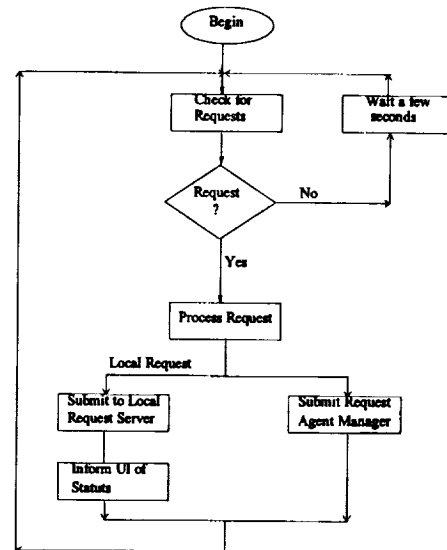 Begin
Check for
Requests
Wait a few
seconds
Request
?
No
Yes
Process Request
Local Request
Submit to Local
Request Server
Submit Request
Agent Manager
Inform UI of
Statuts